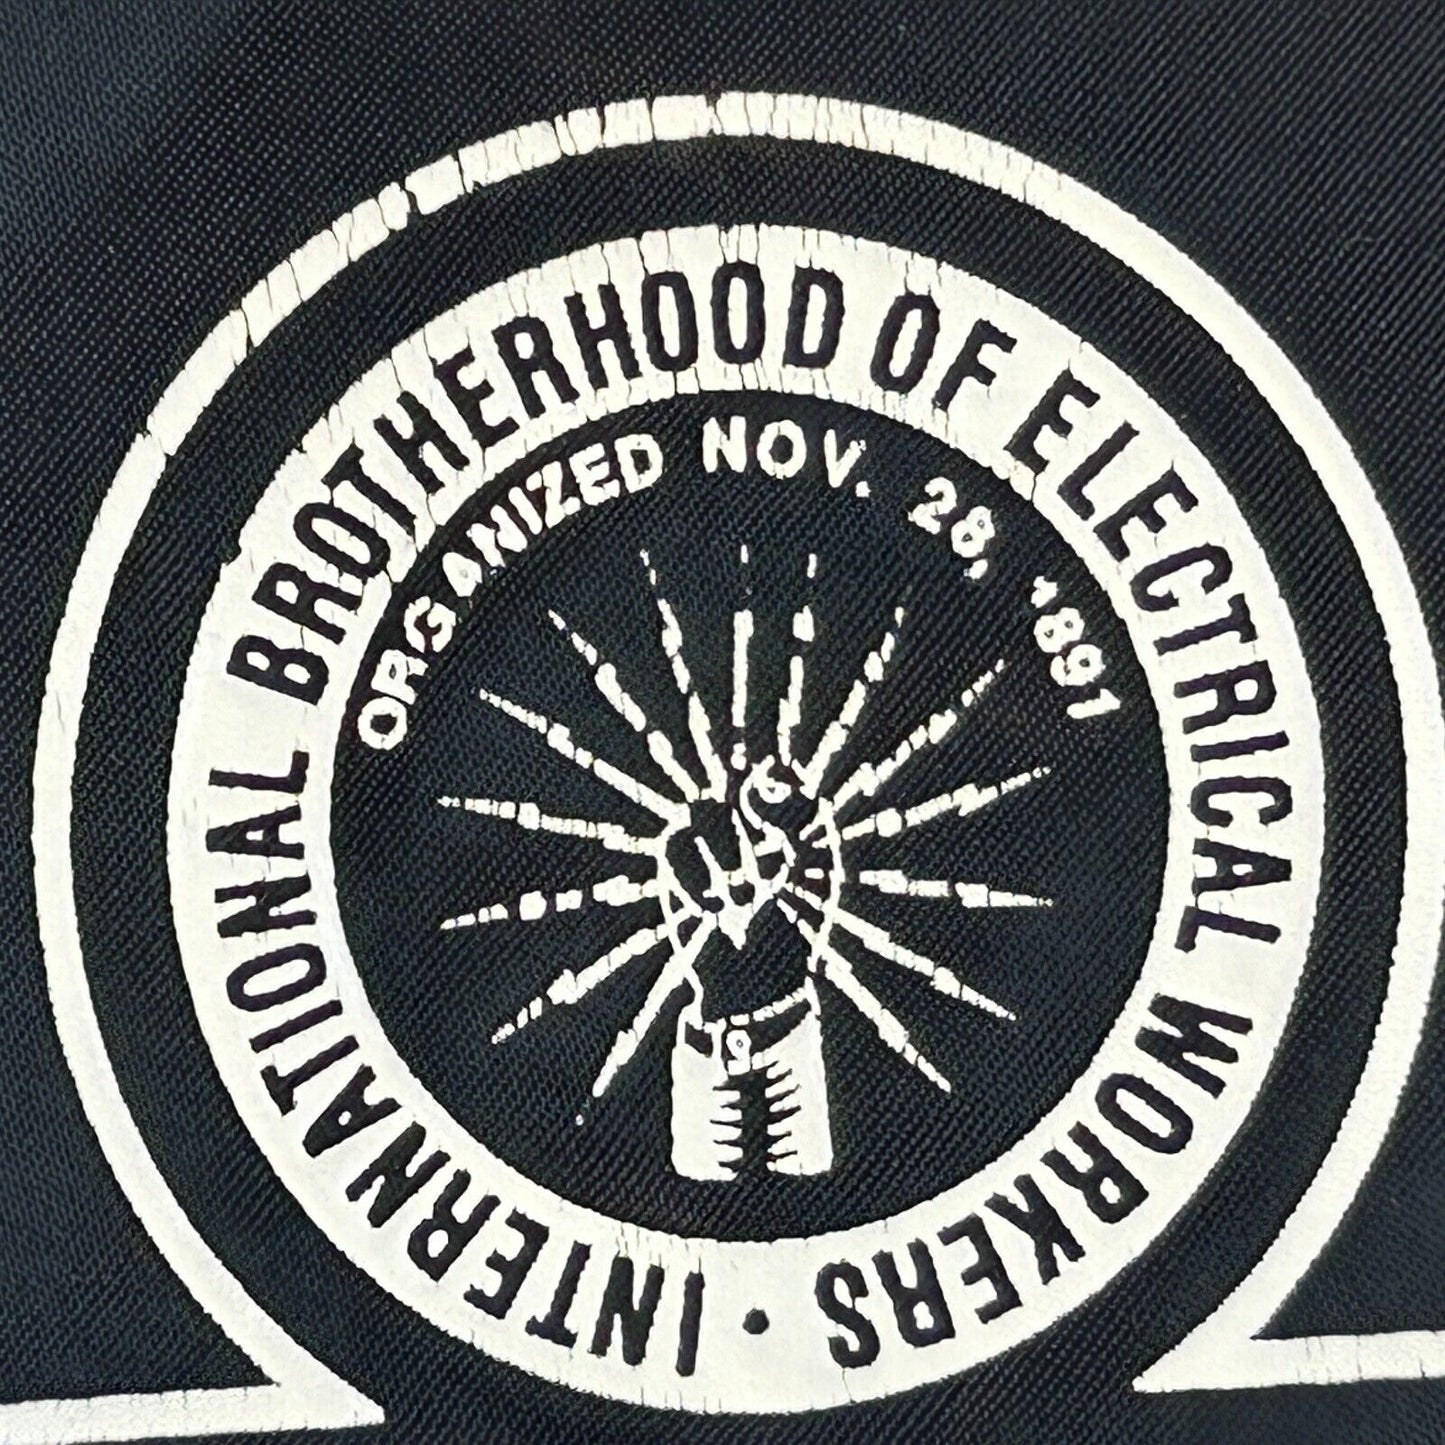 INTERNATIONAL BROTHERHOOD OF ELECTRICAL WORKERS •
ORGANIZED NOV. 28, 1891